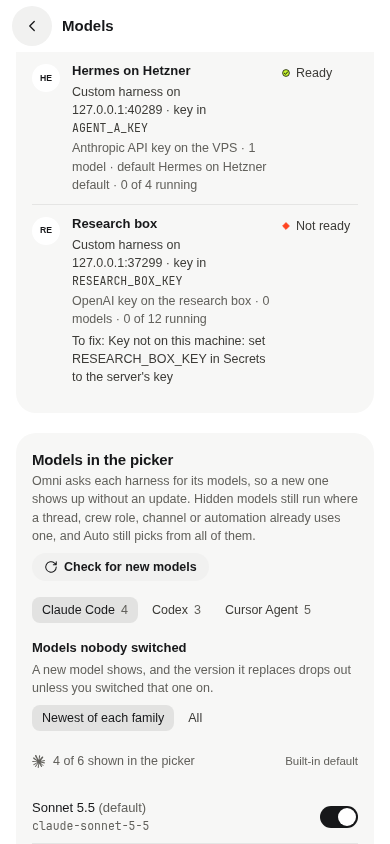 Models
HE
Hermes on Hetzner
Ready
Custom harness on
127.0.0.1:40289 · key in
AGENT_A_KEY
Anthropic API key on the VPS · 1
model · default Hermes on Hetzner
default · 0 of 4 running
RE
Research box
Not ready
Custom harness on
127.0.0.1:37299 · key in
RESEARCH_BOX_KEY
OpenAI key on the research box · 0
models · 0 of 12 running
To fix: Key not on this machine: set
RESEARCH_BOX_KEY in Secrets
to the server's key
Models in the picker
Omni asks each harness for its models, so a new one
shows up without an update. Hidden models still run where
a thread, crew role, channel or automation already uses
one, and Auto still picks from all of them.
Check for new models
Claude Code 4 Codex 3 Cursor Agent 5
Models nobody switched
A new model shows, and the version it replaces drops out
unless you switched that one on.
Newest of each family All
4 of 6 shown in the picker Built-in default
Sonnet 5.5 (default)
claude-sonnet-5-5